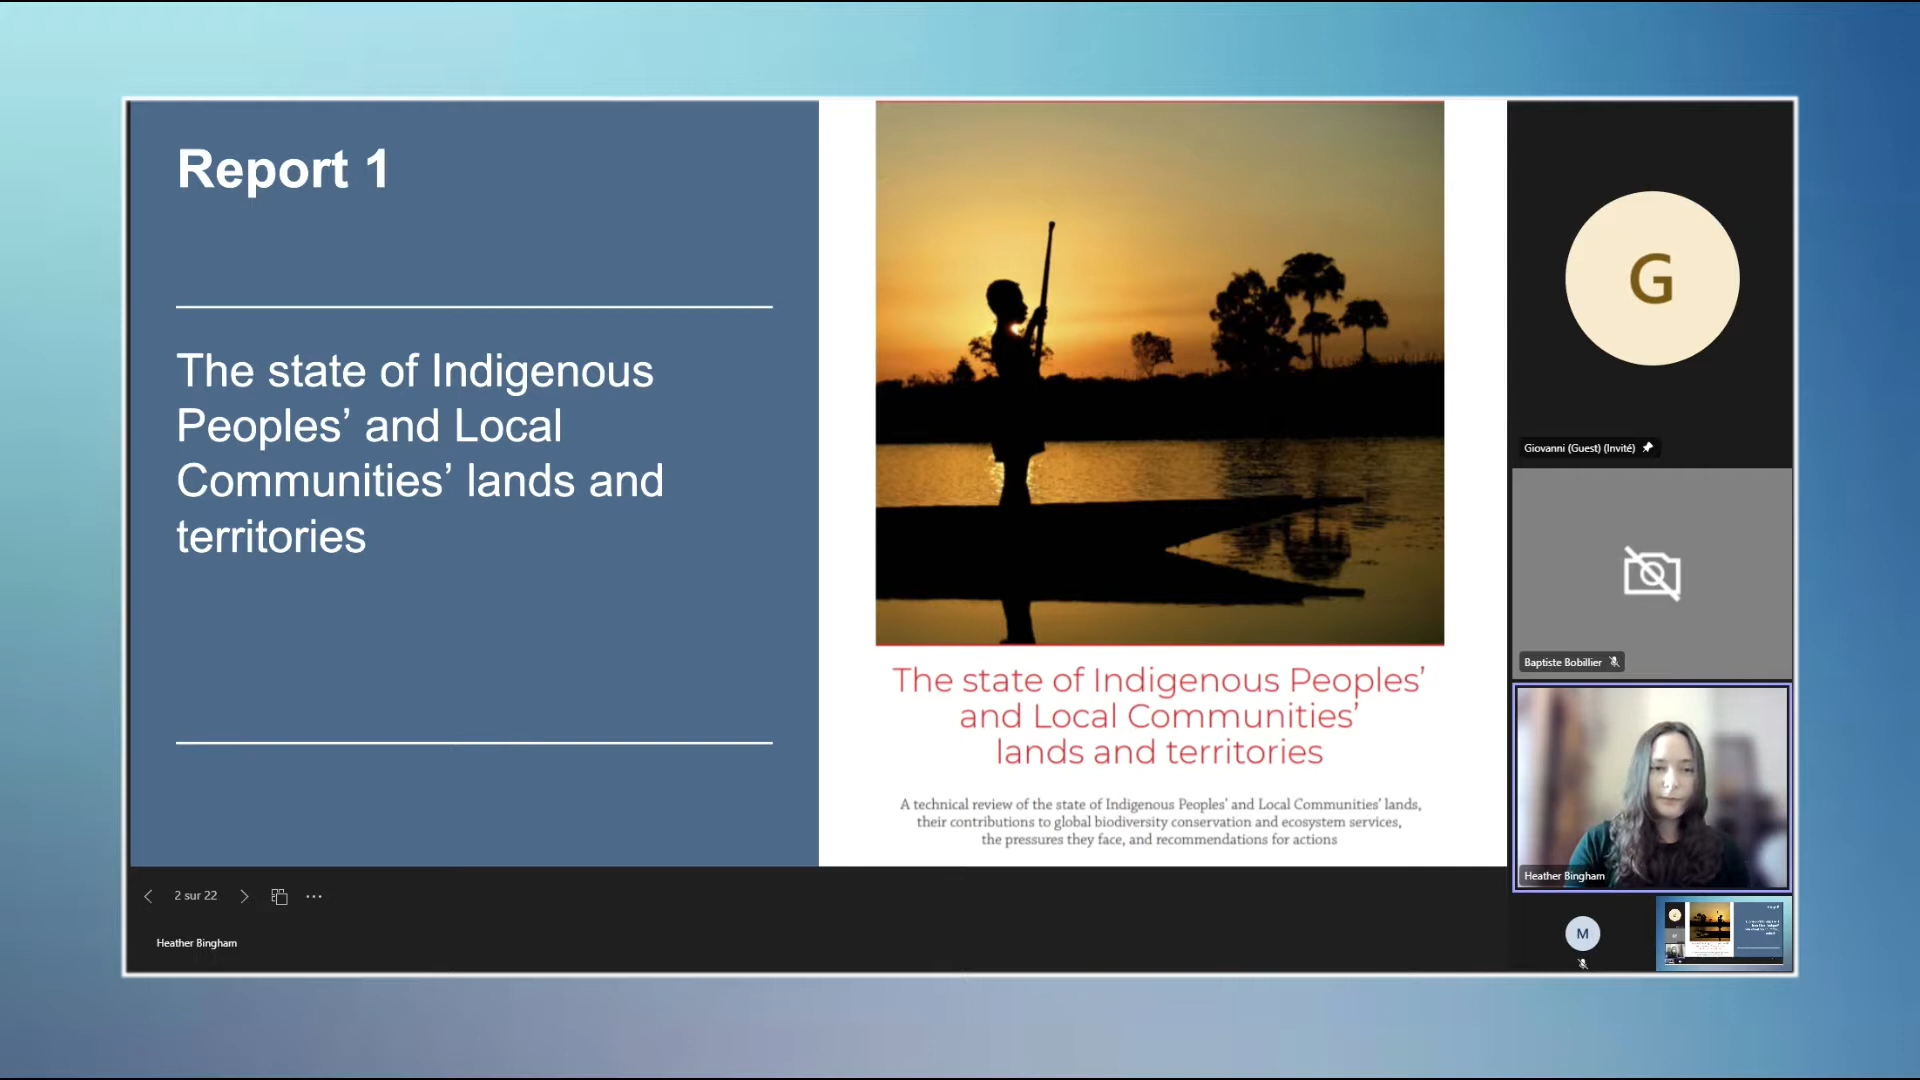 Report 1
The state of Indigenous
Peoples’ and Local
Communities’ lands and
territories
The state of Indigenous Peoples’
and Local Communities’
lands and territories
A technical review of the state of Indigenous Peoples’ and Local Communities’ lands,
their contributions to global biodiversity conservation and ecosystem services,
the pressures they face, and recommendations for actions
G
Giovanni (Guest) (Invité)
Baptiste Bobillier
Heather Bingham
M
2 sur 22
Heather Bingham